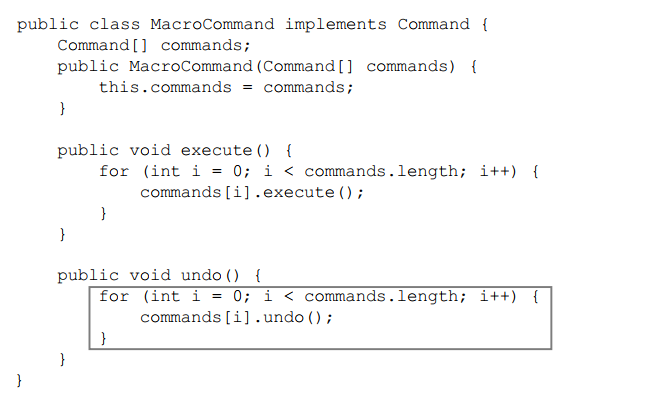 public class MacroCommand implements Command {
    Command[] commands;
    public MacroCommand(Command[] commands) {
        this.commands = commands;
    }

    public void execute() {
        for (int i = 0; i < commands.length; i++) {
            commands[i].execute();
        }
    }

    public void undo() {
        for (int i = 0; i < commands.length; i++) {
            commands[i].undo();
        }
    }
}